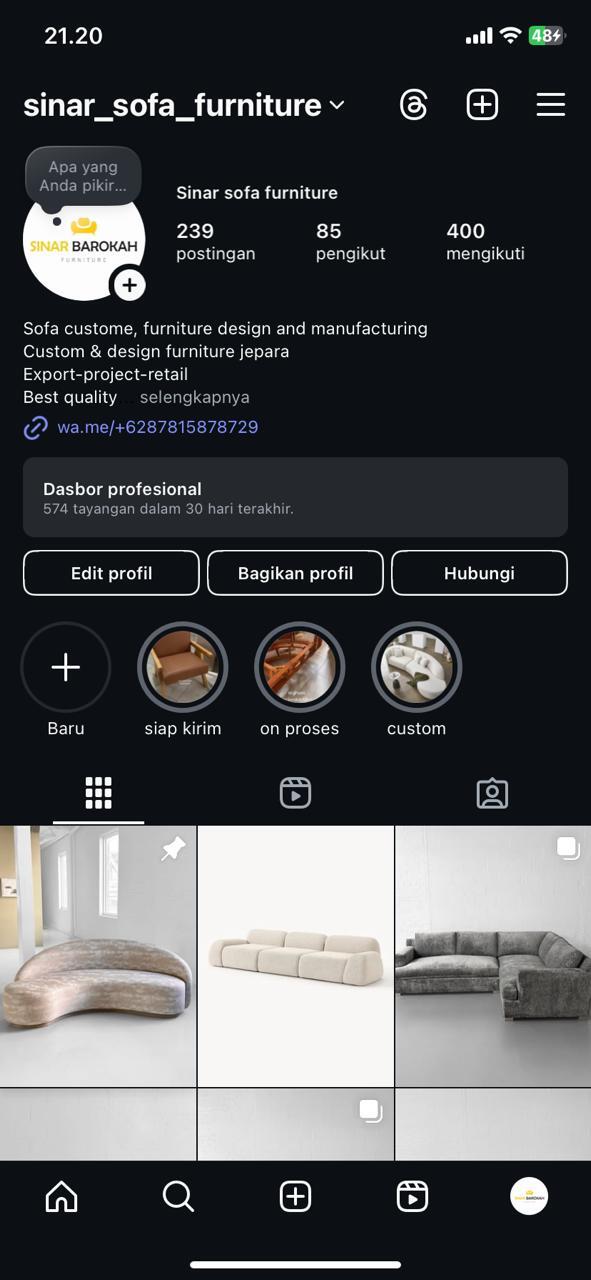 21.20
48
sinar_sofa_furniture
Apa yang
Anda pikir...
SINAR BAROKAH
FURNITURE
Sinar sofa furniture
239 85 400
postingan pengikut mengikuti
Sofa custome, furniture design and manufacturing
Custom & design furniture jepara
Export-project-retail
Best quality... selengkapnya
wa.me/+6287815878729
Dasbor profesional
574 tayangan dalam 30 hari terakhir.
Edit profil Bagikan profil Hubungi
Baru siap kirim on proses custom
SINAR BAROKAH